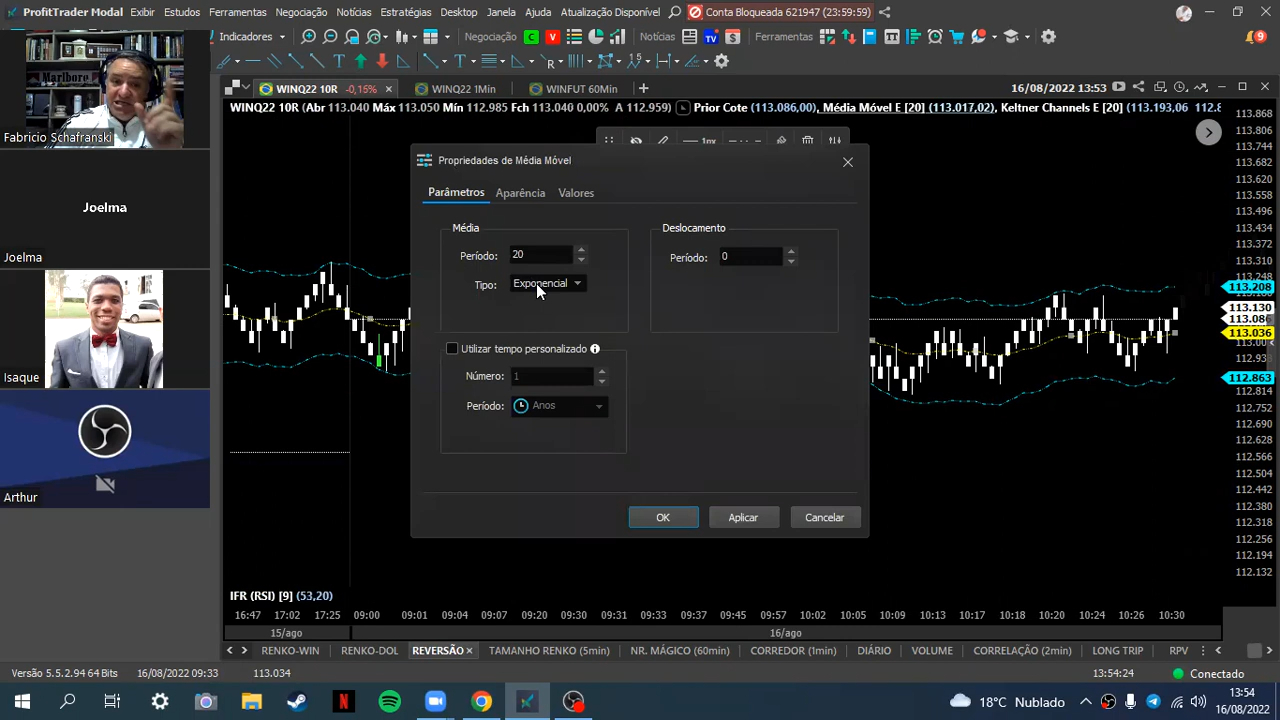 ProfitTrader Modal Exibir Estudos Ferramentas Negociação Notícias Estratégias Desktop Janela Ajuda Atualização Disponível Conta Bloqueada 621947 (23:59:59)
Indicadores Negociação C V Notícias TV $ Ferramentas 9
Marlboro
Fabricio Schafranski
Joelma
Joelma
Isaque
Arthur
WINQ22 10R -0,15% WINQ22 1Min WINFUT 60Min 16/08/2022 13:53
WINQ22 10R (Abr 113.040 Máx 113.050 Mín 112.985 Fch 113.040 0,00% A 112.959) Prior Cote (113.086,00) Média Móvel E [20] (113.017,02) Keltner Channels E [20] (113.193,06 112.8
1px
Propriedades de Média Móvel
Parâmetros Aparência Valores
Média
Período: 20
Tipo: Exponencial
Deslocamento
Período: 0
Utilizar tempo personalizado
Número: 1
Período: Anos
OK Aplicar Cancelar
113.868
113.806
113.744
113.682
113.620
113.558
113.496
113.434
113.372
113.310
113.248
113.208
113.130
113.08
113.036
113.00
112.938
112.863
112.814
112.752
112.690
112.628
112.566
112.504
112.442
112.380
112.318
112.256
112.194
112.132
IFR (RSI) [9] (53,20)
16:47 17:02 17:25 09:00 09:01 09:04 09:20 09:30 09:31 09:33 09:45 09:57 10:02 10:05 10:09 10:13 10:17 10:18 10:20 10:24 10:26 10:30
15/ago 16/ago
RENKO-WIN RENKO-DOL REVERSÃO TAMANHO RENKO (5min) NR. MÁGICO (60min) CORREDOR (1min) DIÁRIO VOLUME CORRELAÇÃO (2min) LONG TRIP RPV
Versão 5.5.2.94 64 Bits 16/08/2022 09:33 113.034 13:54:24 Conectado
18°C Nublado 13:54
16/08/2022